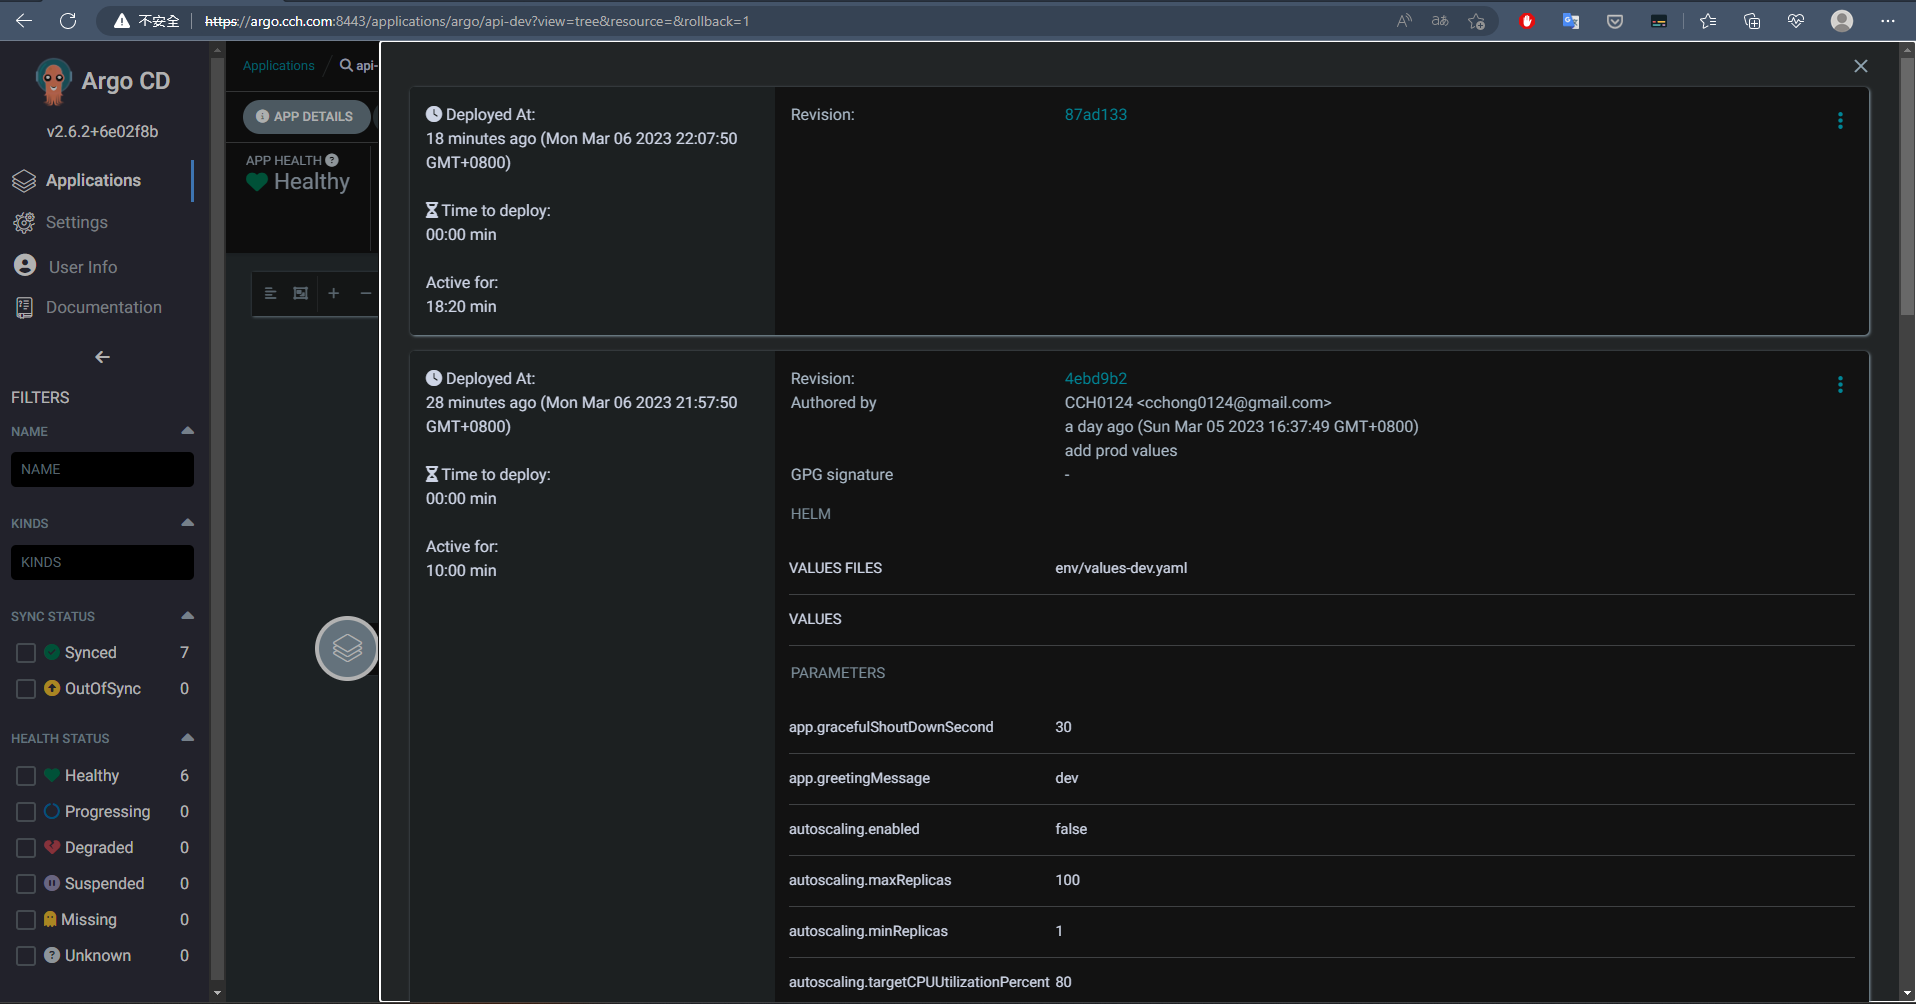 不安全
https://argo.cch.com:8443/applications/argo/api-dev?view=tree&resource=&rollback=1
Argo CD
v2.6.2+6e02f8b
Applications
Settings
User Info
Documentation
FILTERS
NAME
NAME
KINDS
KINDS
SYNC STATUS
Synced 7
OutOfSync 0
HEALTH STATUS
Healthy 6
Progressing 0
Degraded 0
Suspended 0
Missing 0
Unknown 0
Applications / api-
APP DETAILS
APP HEALTH
Healthy
Deployed At:
18 minutes ago (Mon Mar 06 2023 22:07:50
GMT+0800)
Time to deploy:
00:00 min
Active for:
18:20 min
Revision: 87ad133
Deployed At:
28 minutes ago (Mon Mar 06 2023 21:57:50
GMT+0800)
Time to deploy:
00:00 min
Active for:
10:00 min
Revision: 4ebd9b2
Authored by CCH0124 <cchong0124@gmail.com>
a day ago (Sun Mar 05 2023 16:37:49 GMT+0800)
add prod values
GPG signature -
HELM
VALUES FILES env/values-dev.yaml
VALUES
PARAMETERS
app.gracefulShoutDownSecond 30
app.greetingMessage dev
autoscaling.enabled false
autoscaling.maxReplicas 100
autoscaling.minReplicas 1
autoscaling.targetCPUUtilizationPercent 80